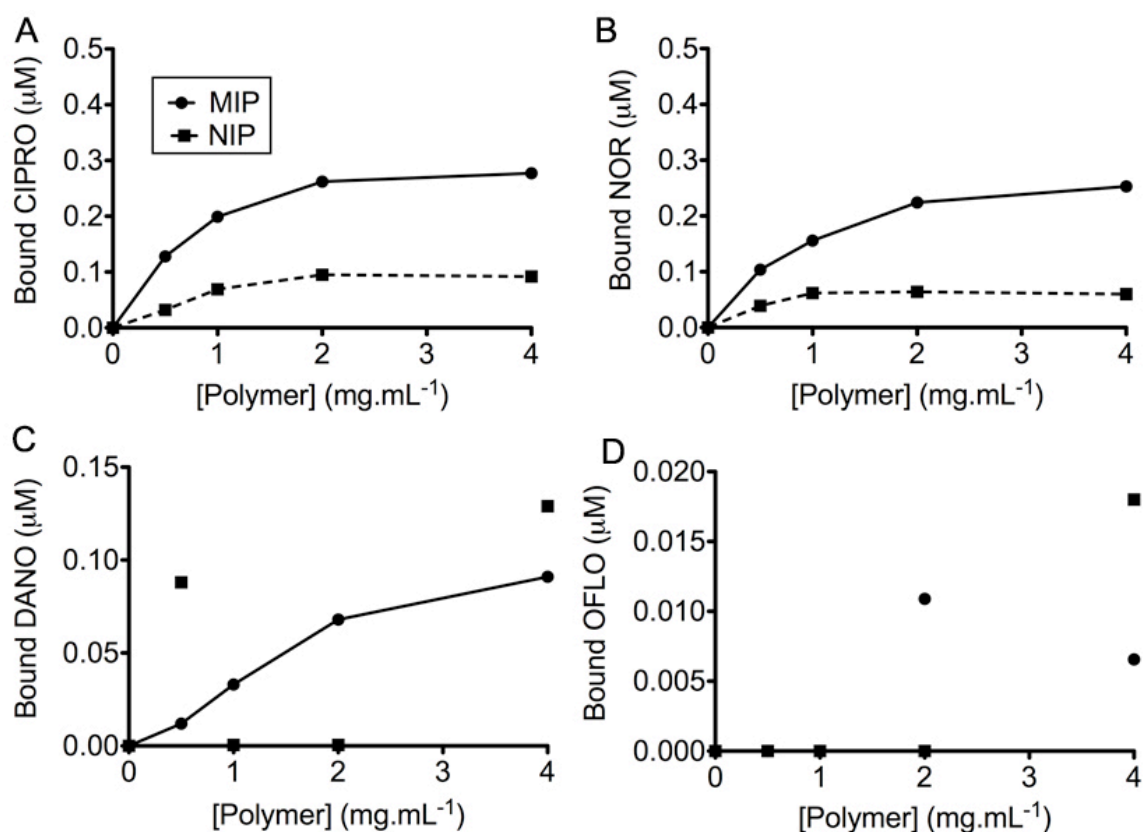 A
Bound CIPRO (μM)
0.5
0.4
0.3
0.2
0.1
0.0
MIP
NIP
0 1 2 3 4
[Polymer] (mg.mL⁻¹)
B
Bound NOR (μM)
0.5
0.4
0.3
0.2
0.1
0.0
0 1 2 3 4
[Polymer] (mg.mL⁻¹)
C
Bound DANO (μM)
0.15
0.10
0.05
0.00
0 1 2 3 4
[Polymer] (mg.mL⁻¹)
D
Bound OFLO (μM)
0.020
0.015
0.010
0.005
0.000
0 1 2 3 4
[Polymer] (mg.mL⁻¹)